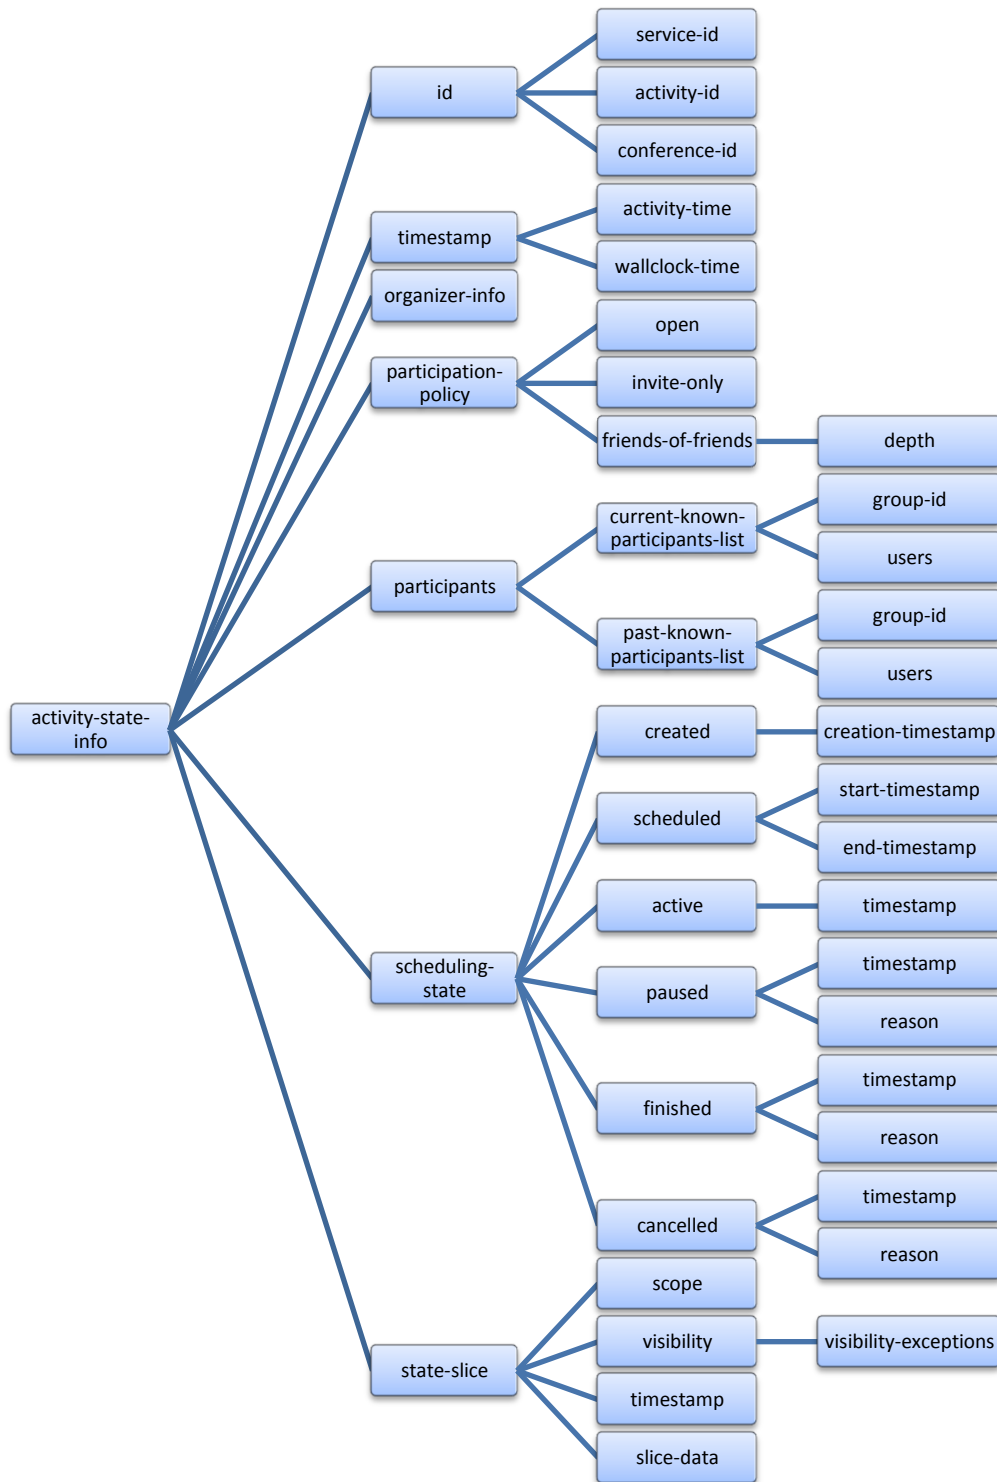 service-id
id
activity-id
conference-id
activity-time
timestamp
wallclock-time
organizer-info
open
participation-
policy
invite-only
friends-of-friends
depth
current-known-
participants-list
group-id
users
participants
past-known-
participants-list
group-id
users
activity-state-
info
created
creation-timestamp
scheduled
start-timestamp
end-timestamp
active
timestamp
scheduling-
state
paused
timestamp
reason
finished
timestamp
reason
cancelled
timestamp
reason
scope
state-slice
visibility
visibility-exceptions
timestamp
slice-data